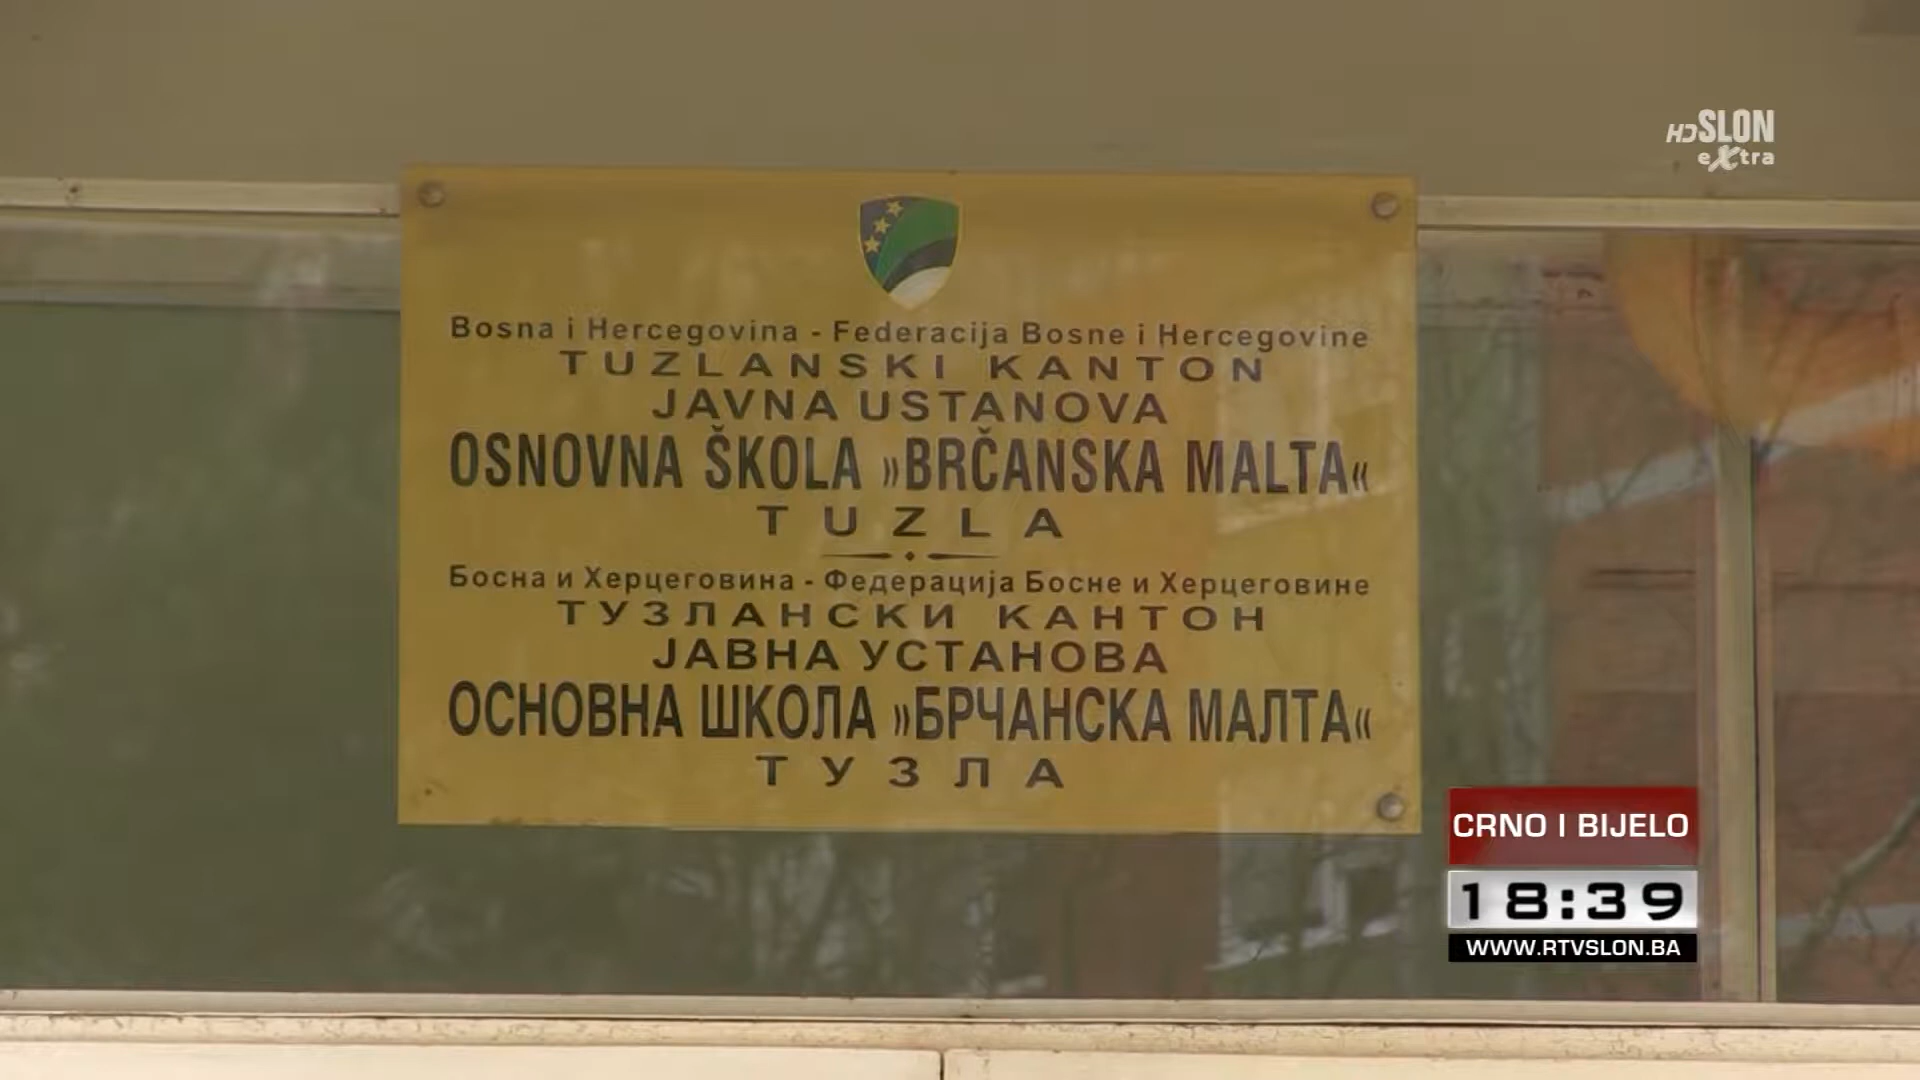 HD SLON
extra
Bosna i Hercegovina - Federacija Bosne i Hercegovine
TUZLANSKI KANTON
JAVNA USTANOVA
OSNOVNA ŠKOLA »BRČANSKA MALTA«
TUZLA
Босна и Херцеговина - Федерација Босне и Херцеговине
ТУЗЛАНСКИ КАНТОН
ЈАВНА УСТАНОВА
ОСНОВНА ШКОЛА »БРЧАНСКА МАЛТА«
ТУЗЛА
CRNO I BIJELO
18:39
WWW.RTVSLON.BA